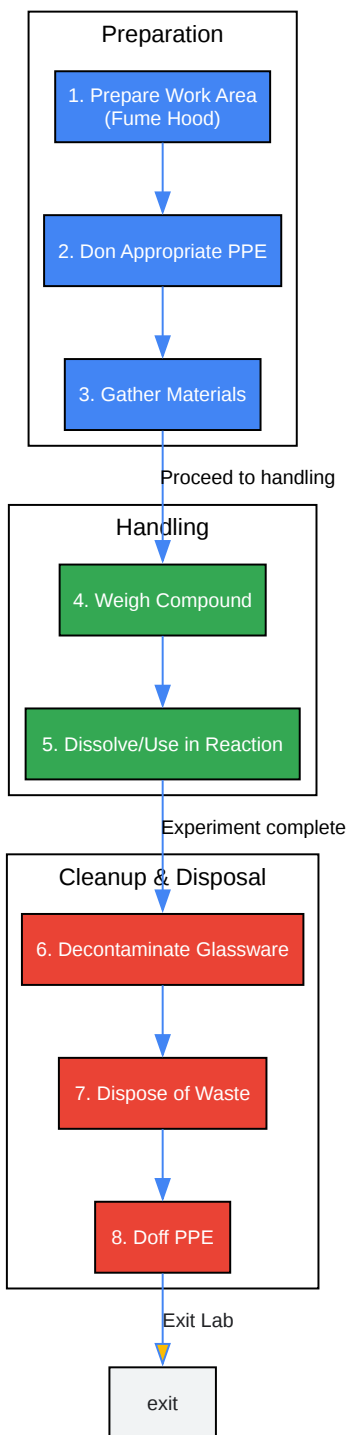 Preparation
1. Prepare Work Area
(Fume Hood)
2. Don Appropriate PPE
3. Gather Materials
Proceed to handling
Handling
4. Weigh Compound
5. Dissolve/Use in Reaction
Experiment complete
Cleanup & Disposal
6. Decontaminate Glassware
7. Dispose of Waste
8. Doff PPE
Exit Lab
exit